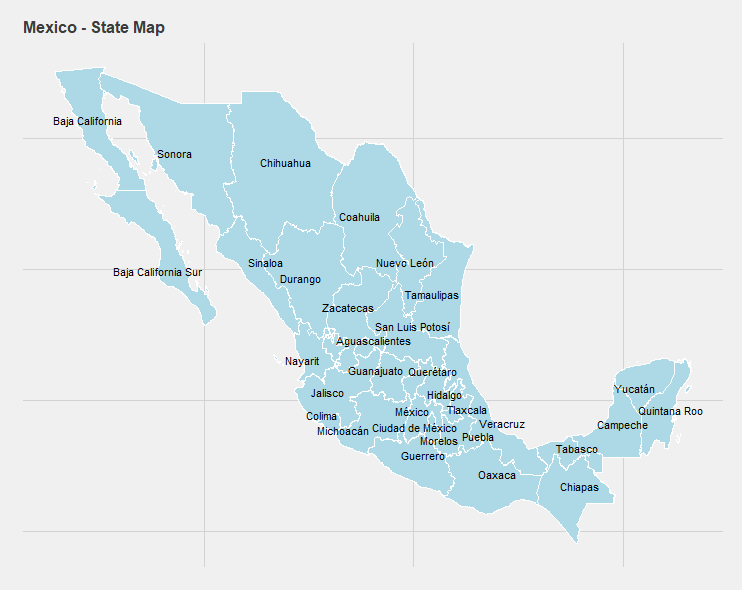 Mexico - State Map
Baja California
Sonora
Chihuahua
Coahuila
Sinaloa
Nuevo León
Baja California Sur
Durango
Tamaulipas
Zacatecas
San Luis Potosí
Aguascalientes
Nayarit
Guanajuato
Querétaro
Yucatán
Jalisco
Hidalgo
México
Tlaxcala
Quintana Roo
Colima
Veracruz
Campeche
Michoacán
Ciudad de México
Puebla
Morelos
Tabasco
Guerrero
Oaxaca
Chiapas